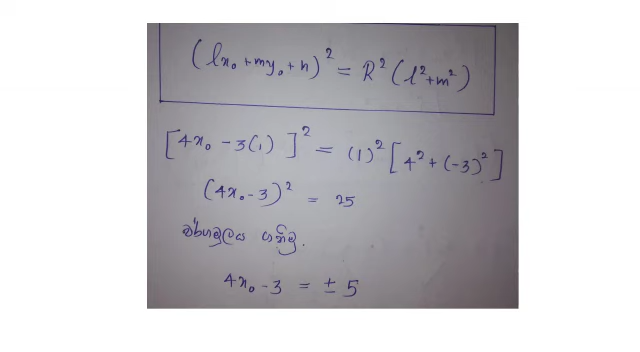 (lx₀ + my₀ + n)² = R² (l² + m²)
[4x₀ - 3(1)]² = (1)² [4² + (-3)²]
(4x₀ - 3)² = 25
වර්ගමූලය ගනිමු.
4x₀ - 3 = ± 5